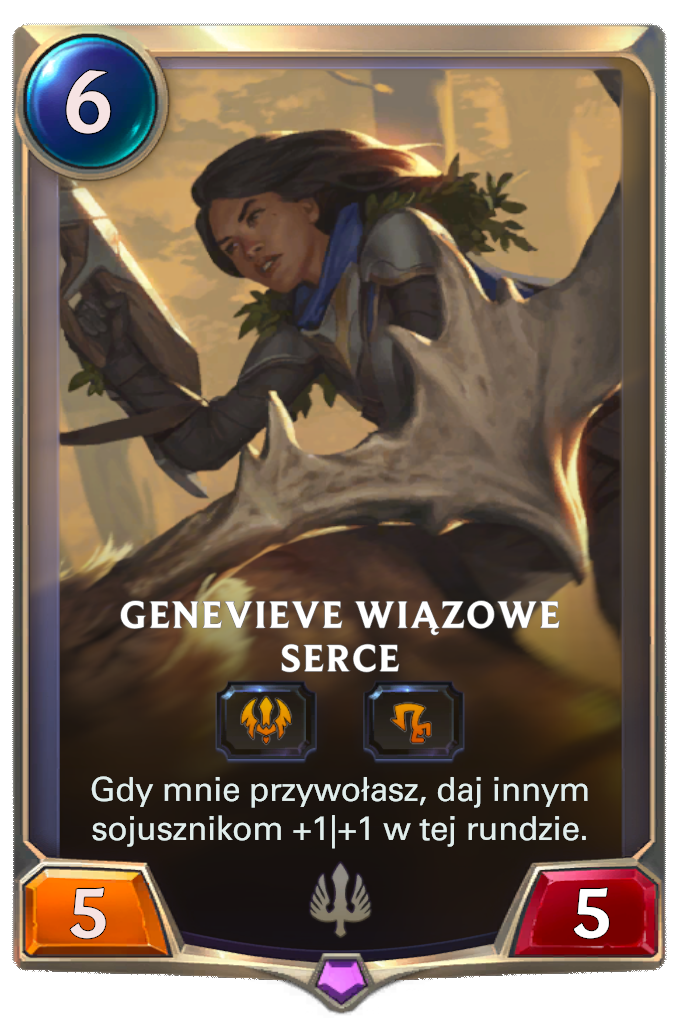 6
GENEVIEVE WIĄZOWE
SERCE
Gdy mnie przywołasz, daj innym
sojusznikom +1|+1 w tej rundzie.
5
5